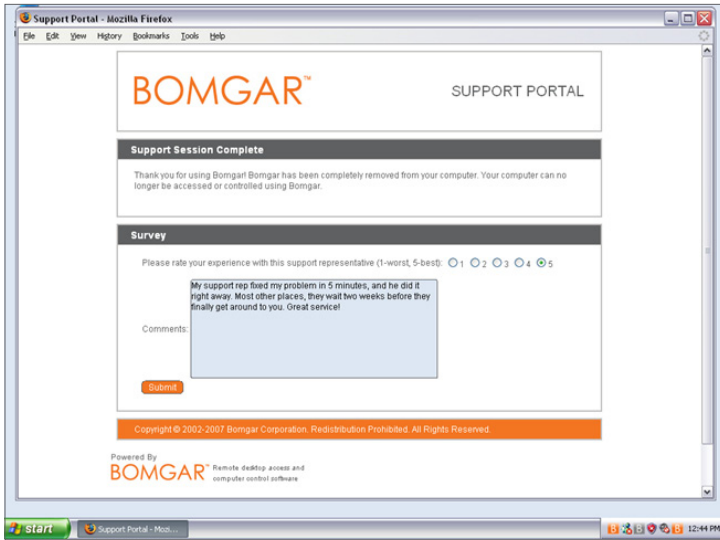 Support Portal - Mozilla Firefox
File Edit View History Bookmarks Tools Help
BOMGAR™
SUPPORT PORTAL
Support Session Complete
Thank you for using Bomgar! Bomgar has been completely removed from your computer. Your computer can no
longer be accessed or controlled using Bomgar.
Survey
Please rate your experience with this support representative (1-worst, 5-best): 1 2 3 4 5
My support rep fixed my problem in 5 minutes, and he did it
right away. Most other places, they wait two weeks before they
finally get around to you. Great service!
Comments:
Submit
Copyright © 2002-2007 Bomgar Corporation. Redistribution Prohibited. All Rights Reserved.
Powered By
BOMGAR™ Remote desktop access and
computer control software
start Support Portal - Mozi... 12:44 PM